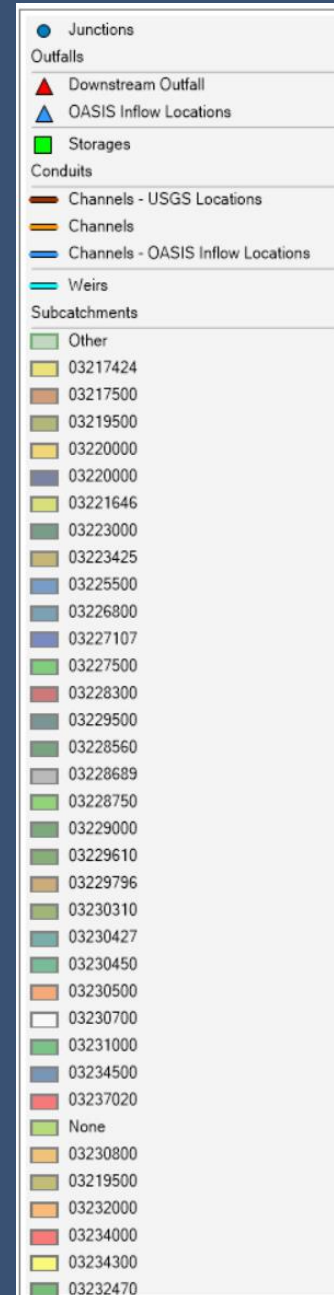 Junctions
Outfalls
Downstream Outfall
OASIS Inflow Locations
Storages
Conduits
Channels - USGS Locations
Channels
Channels - OASIS Inflow Locations
Weirs
Subcatchments
Other
03217424
03217500
03219500
03220000
03220000
03221646
03223000
03223425
03225500
03226800
03227107
03227500
03228300
03229500
03228560
03228689
03228750
03229000
03229610
03229796
03230310
03230427
03230450
03230500
03230700
03231000
03234500
03237020
None
03230800
03219500
03232000
03234000
03234300
03232470